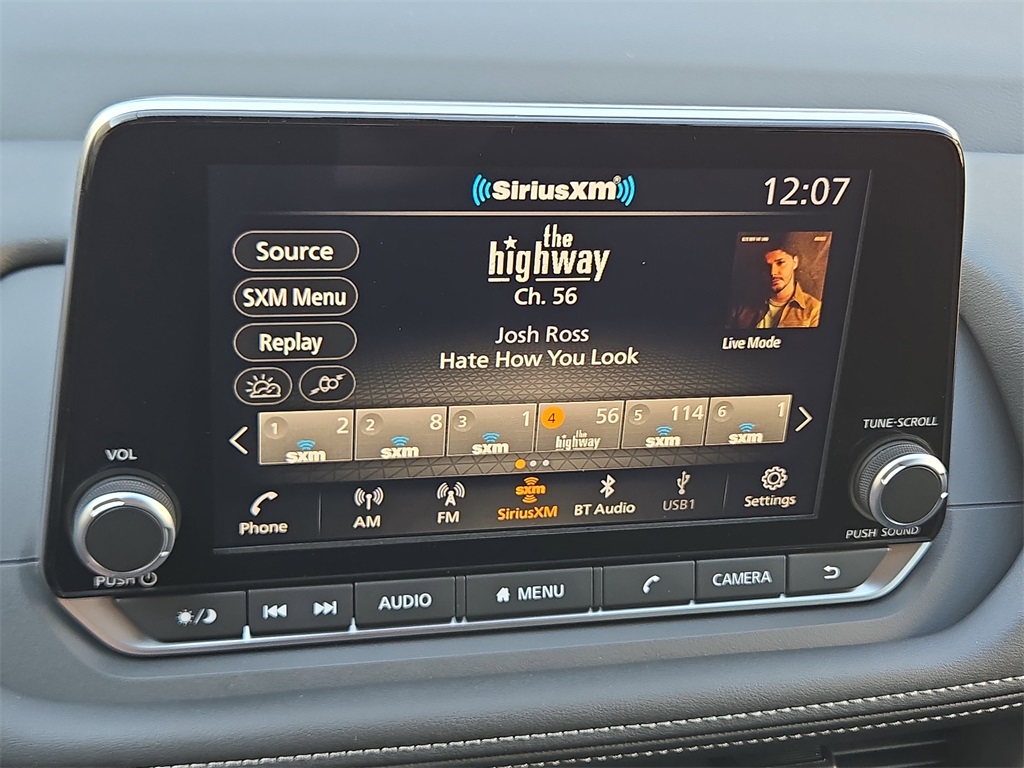 SiriusXM®
12:07
Source
the
highway
Ch. 56
SXM Menu
Replay
Josh Ross
Hate How You Look
Live Mode
1 2
sxm
2 8
sxm
3 1
sxm
4 56
the
highway
5 114
sxm
6 1
sxm
VOL
TUNE·SCROLL
Phone
AM
FM
sxm
SiriusXM
BT Audio
USB1
Settings
PUSH
PUSH SOUND
AUDIO
MENU
CAMERA